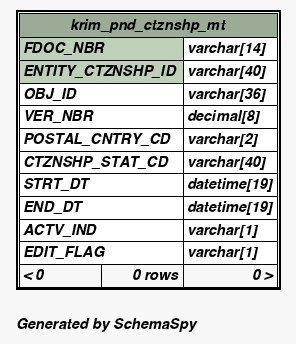 krim_pnd_ctznshp_mt
FDOC_NBR varchar[14]
ENTITY_CTZNSHP_ID varchar[40]
OBJ_ID varchar[36]
VER_NBR decimal[8]
POSTAL_CNTRY_CD varchar[2]
CTZNSHP_STAT_CD varchar[40]
STRT_DT datetime[19]
END_DT datetime[19]
ACTV_IND varchar[1]
EDIT_FLAG varchar[1]
< 0 0 rows 0 >
Generated by SchemaSpy